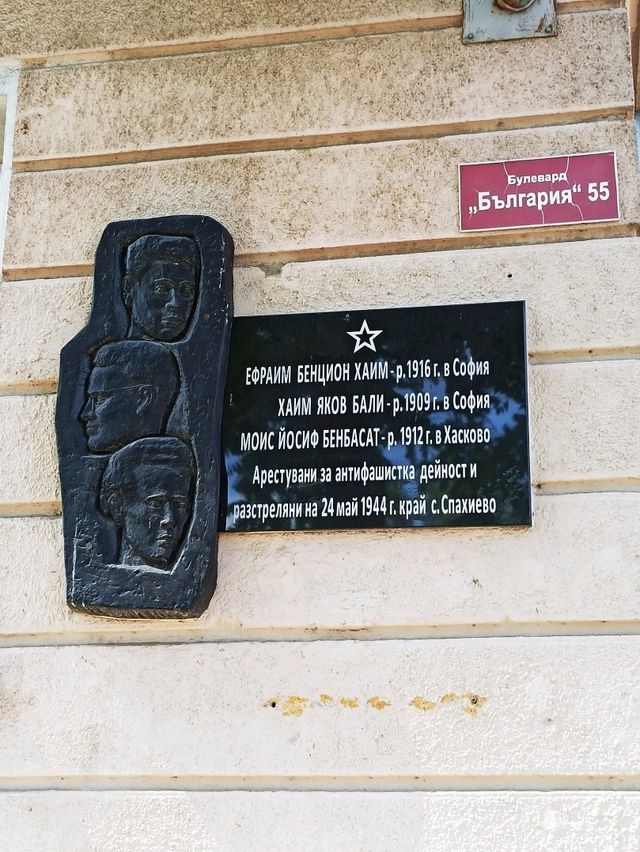 Булевард
„България“ 55
ЕФРАИМ БЕНЦИОН ХАИМ - р.1916 г. в София
ХАИМ ЯКОВ БАЛИ - р.1909 г. в София
МОИС ЙОСИФ БЕНБАСАТ - р. 1912 г. в Хасково
Арестувани за антифашистка дейност и
разстреляни на 24 май 1944 г. край с. Спахиево